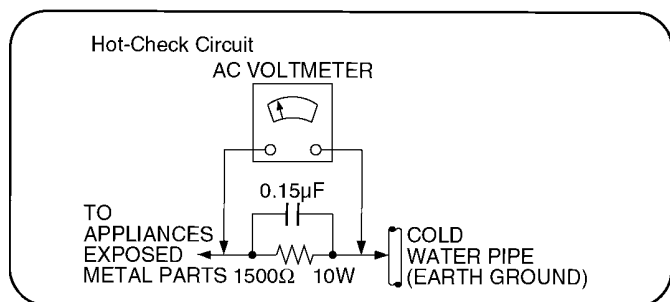 Hot-Check Circuit
AC VOLTMETER
0.15µF
TO
APPLIANCES
EXPOSED
METAL PARTS
1500Ω 10W
COLD
WATER PIPE
(EARTH GROUND)